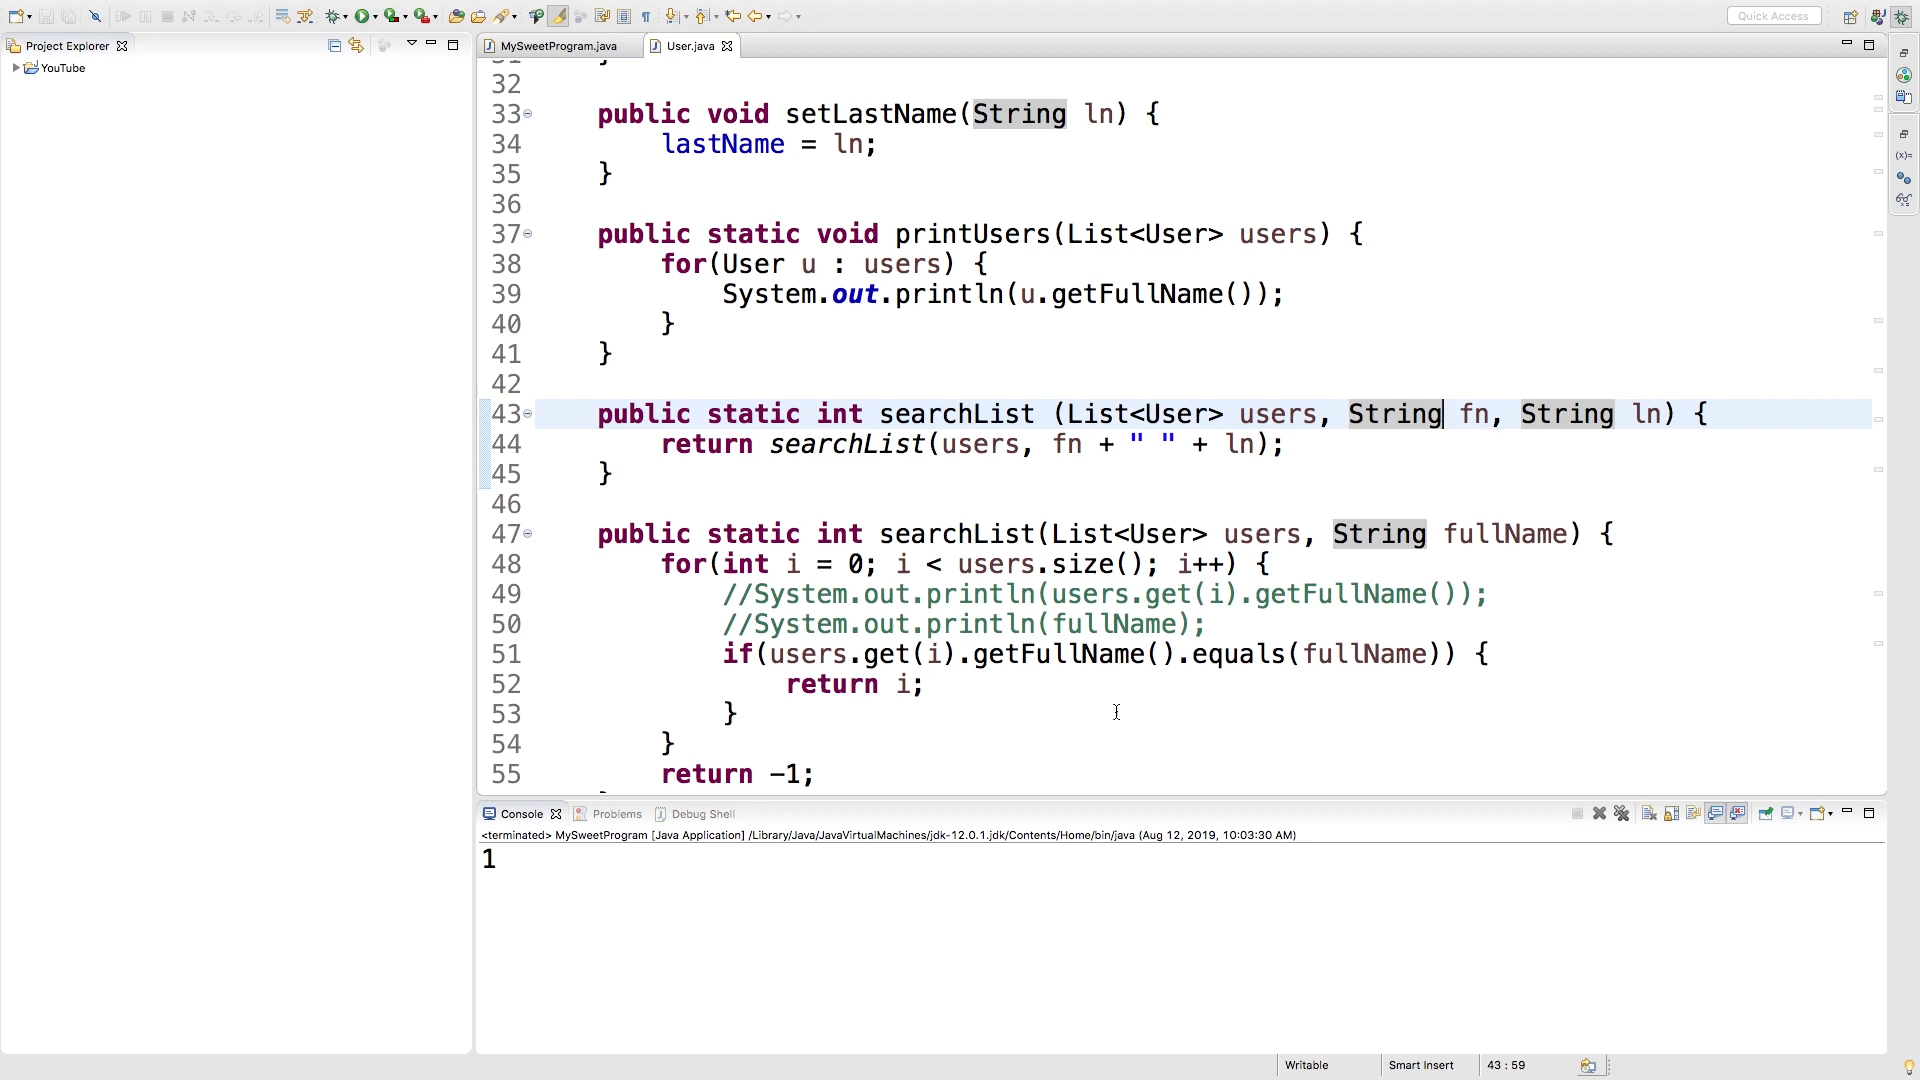 Quick Access
Project Explorer
YouTube
MySweetProgram.java
User.java
32
33 public void setLastName(String ln) {
34 lastName = ln;
35 }
36
37 public static void printUsers(List<User> users) {
38 for(User u : users) {
39 System.out.println(u.getFullName());
40 }
41 }
42
43 public static int searchList (List<User> users, String fn, String ln) {
44 return searchList(users, fn + " " + ln);
45 }
46
47 public static int searchList(List<User> users, String fullName) {
48 for(int i = 0; i < users.size(); i++) {
49 //System.out.println(users.get(i).getFullName());
50 //System.out.println(fullName);
51 if(users.get(i).getFullName().equals(fullName)) {
52 return i;
53 }
54 }
55 return -1;
Console
Problems
Debug Shell
<terminated> MySweetProgram [Java Application] /Library/Java/JavaVirtualMachines/jdk-12.0.1.jdk/Contents/Home/bin/java (Aug 12, 2019, 10:03:30 AM)
1
Writable
Smart Insert
43 : 59